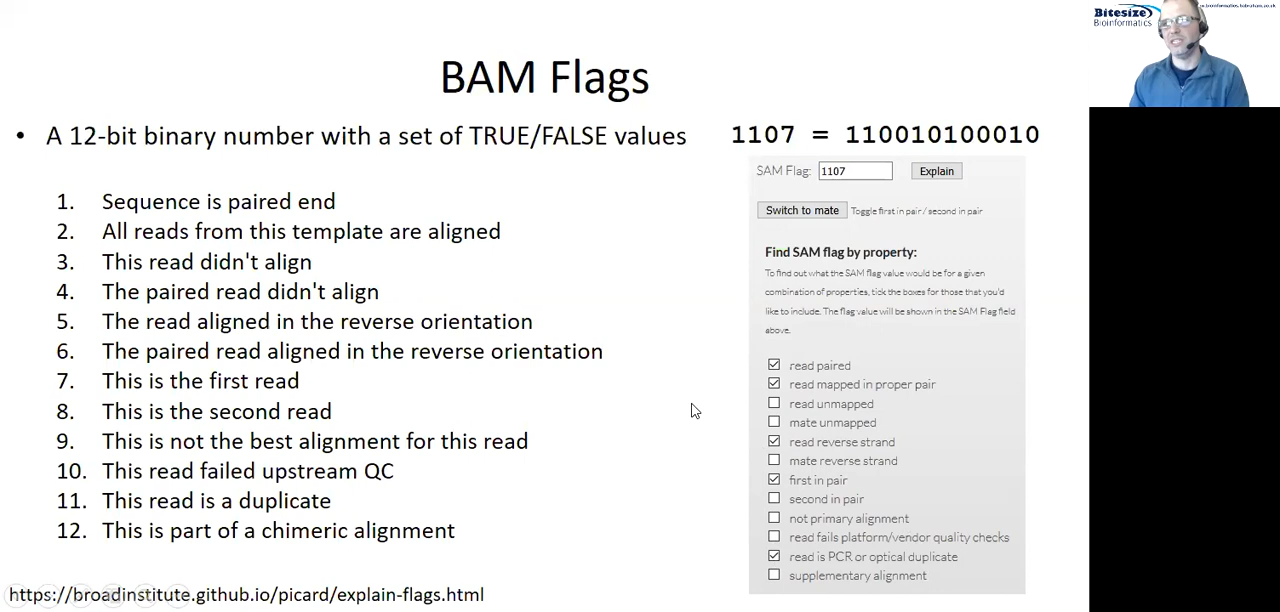 Bitesize
Bioinformatics
BAM Flags
• A 12-bit binary number with a set of TRUE/FALSE values
1107 = 110010100010
1. Sequence is paired end
2. All reads from this template are aligned
3. This read didn't align
4. The paired read didn't align
5. The read aligned in the reverse orientation
6. The paired read aligned in the reverse orientation
7. This is the first read
8. This is the second read
9. This is not the best alignment for this read
10. This read failed upstream QC
11. This read is a duplicate
12. This is part of a chimeric alignment
https://broadinstitute.github.io/picard/explain-flags.html
SAM Flag: 1107 Explain
Switch to mate Toggle first in pair / second in pair
Find SAM flag by property:
To find out what the SAM flag value would be for a given
combination of properties, tick the boxes for those that you'd
like to include. The flag value will be shown in the SAM Flag field
above.
read paired
read mapped in proper pair
read unmapped
mate unmapped
read reverse strand
mate reverse strand
first in pair
second in pair
not primary alignment
read fails platform/vendor quality checks
read is PCR or optical duplicate
supplementary alignment